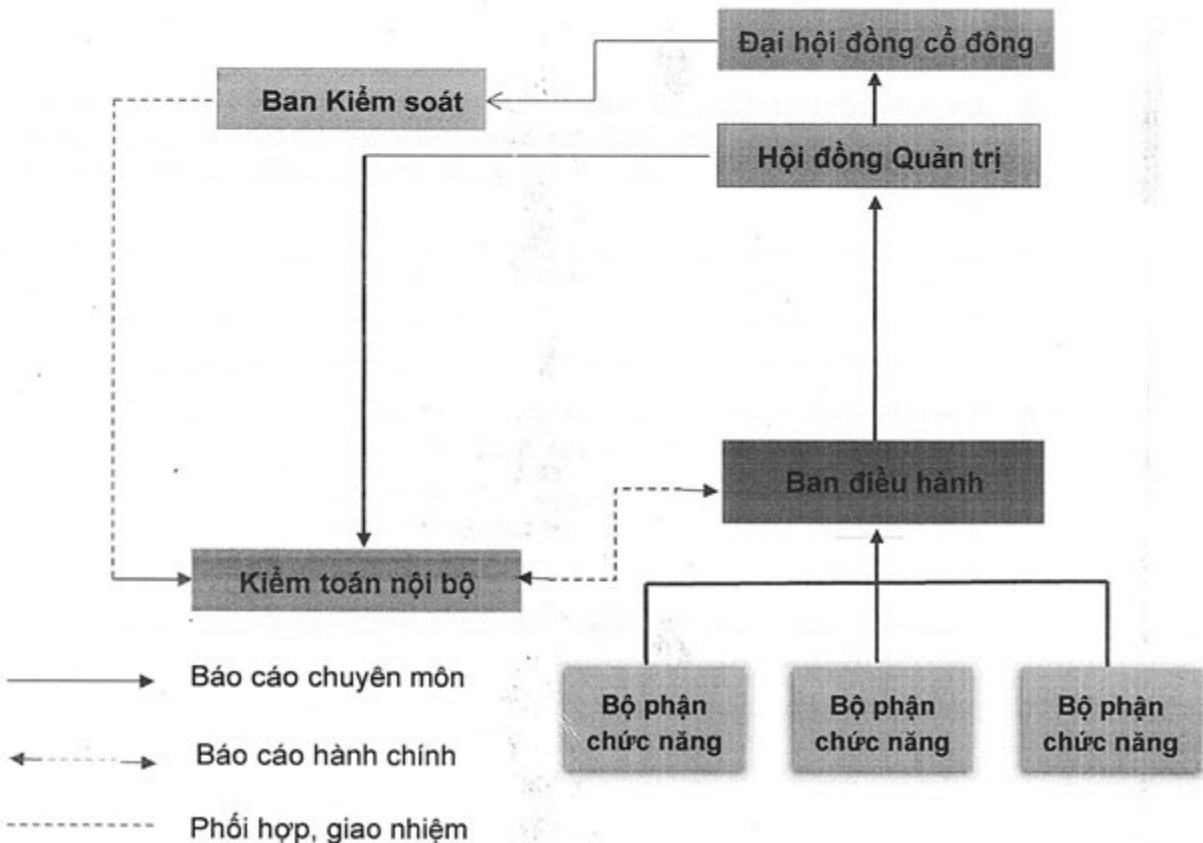 Đại hội đồng cổ đông
Ban Kiểm soát
Hội đồng Quản trị
Ban điều hành
Kiểm toán nội bộ
Báo cáo chuyên môn
Bộ phận
chức năng
Bộ phận
chức năng
Bộ phận
chức năng
Báo cáo hành chính
Phối hợp, giao nhiệm